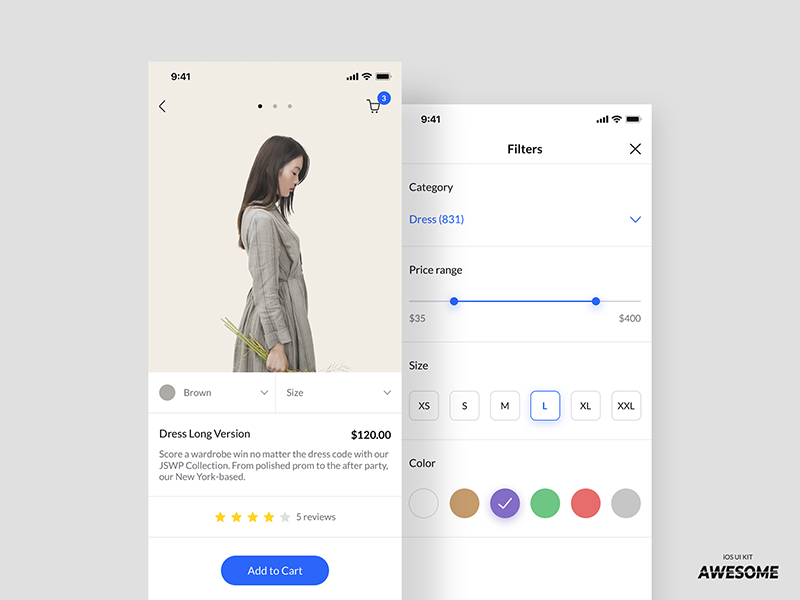 9:41
3
Brown
Size
Dress Long Version
$120.00
Score a wardrobe win no matter the dress code with our
JSWP Collection. From polished prom to the after party,
our New York-based.
5 reviews
Add to Cart
9:41
Filters
Category
Dress (831)
Price range
$35
$400
Size
XS
S
M
L
XL
XXL
Color
iOS UI KIT
AWESOME